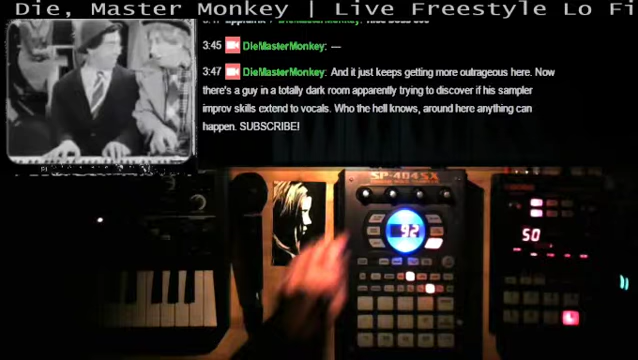 Die, Master Monkey | Live Freestyle Lo Fi
3:45 DieMasterMonkey: —
3:47 DieMasterMonkey: And it just keeps getting more outrageous here. Now
there's a guy in a totally dark room apparently trying to discover if his sampler
improv skills extend to vocals. Who the hell knows, around here anything can
happen. SUBSCRIBE!
SP-404SX
92
50